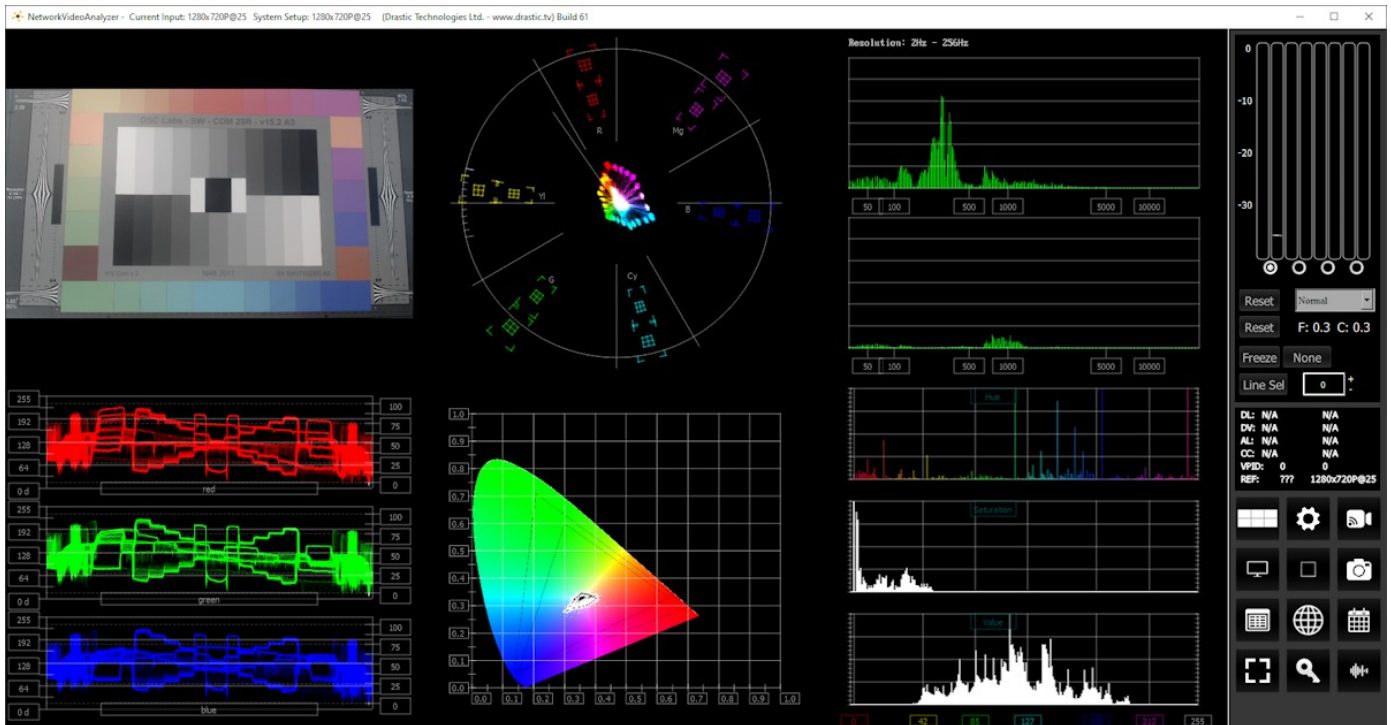 NetworkVideoAnalyzer - Current Input: 1280x720P@25 System Setup: 1280x720P@25 (Drastic Technologies Ltd. - www.drastic.tv) Build 61
DSC Labs - SW - COM 28R - v15.2 A3
NAB 2017
R
Mg
Yl
B
G
Cy
Resolution: 2Hz - 256Hz
50 100 500 1000 5000 10000
50 100 500 1000 5000 10000
Hue
Saturation
Value
0 42 85 127 212 255
255
192
128
64
0 d
100
75
50
25
0
red
255
192
128
64
0 d
100
75
50
25
0
green
255
192
128
64
0 d
100
75
50
25
0
blue
1.0
0.9
0.8
0.7
0.6
0.5
0.4
0.3
0.2
0.1
0.0
0.0 0.1 0.2 0.3 0.4 0.5 0.6 0.7 0.8 0.9 1.0
0
-10
-20
-30
Reset Normal
Reset F: 0.3 C: 0.3
Freeze None
Line Sel 0 + -
DL: N/A N/A
DV: N/A N/A
AL: N/A N/A
CC: N/A N/A
VPID: 0 0
REF: ??? 1280x720P@25